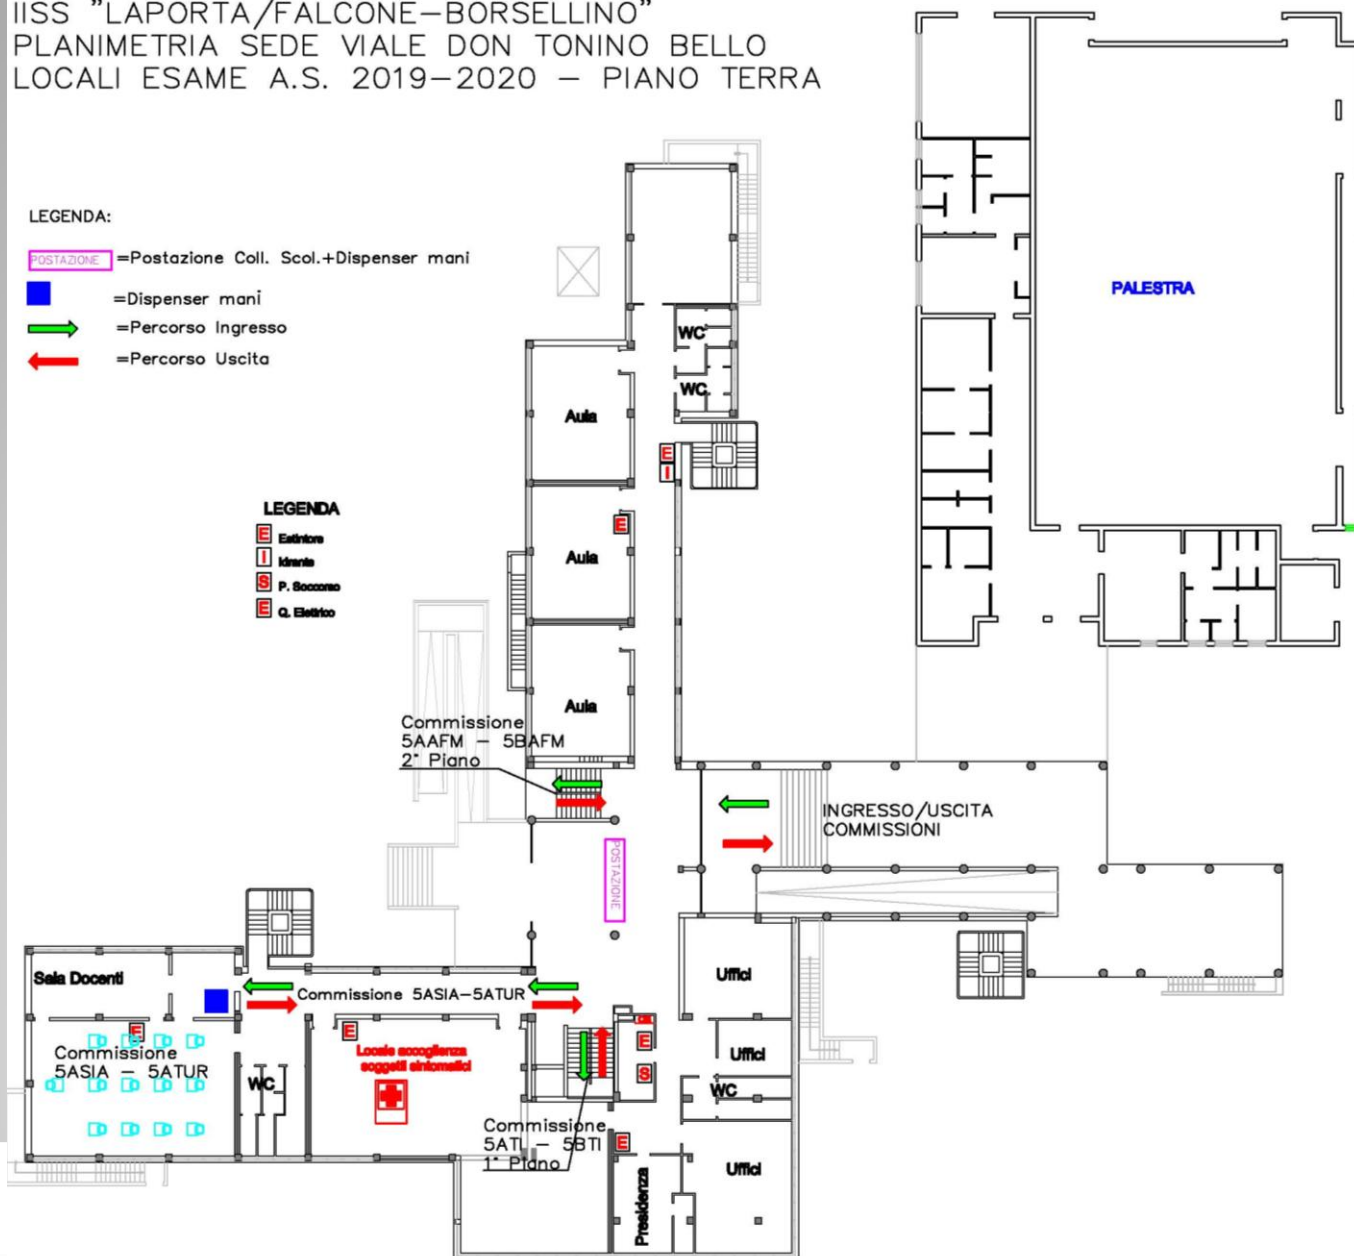 IISS "LAPORTA/FALCONE-BORSELLINO"
PLANIMETRIA SEDE VIALE DON TONINO BELLO
LOCALI ESAME A.S. 2019-2020 - PIANO TERRA
LEGENDA:
POSTAZIONE =Postazione Coll. Scol.+Dispenser mani
=Dispenser mani
=Percorso Ingresso
=Percorso Uscita
PALESTRA
WC
WC
Aula
E
I
LEGENDA
E Estintore
I Idrante
S P. Soccorso
E Q. Elettrico
E
Aula
Aula
Commissione
5AAFM - 5BAFM
2° Piano
INGRESSO/USCITA
COMMISSIONI
POSTAZIONE
Sala Docenti
Commissione 5ASIA-5ATUR
Uffici
E
Commissione
5ASIA - 5ATUR
E
Locale accoglienza
soggetti sintomatici
E
S
Uffici
WC
WC
Commissione
5ATI - 5BTI
1° Piano
E
Presidenza
Uffici